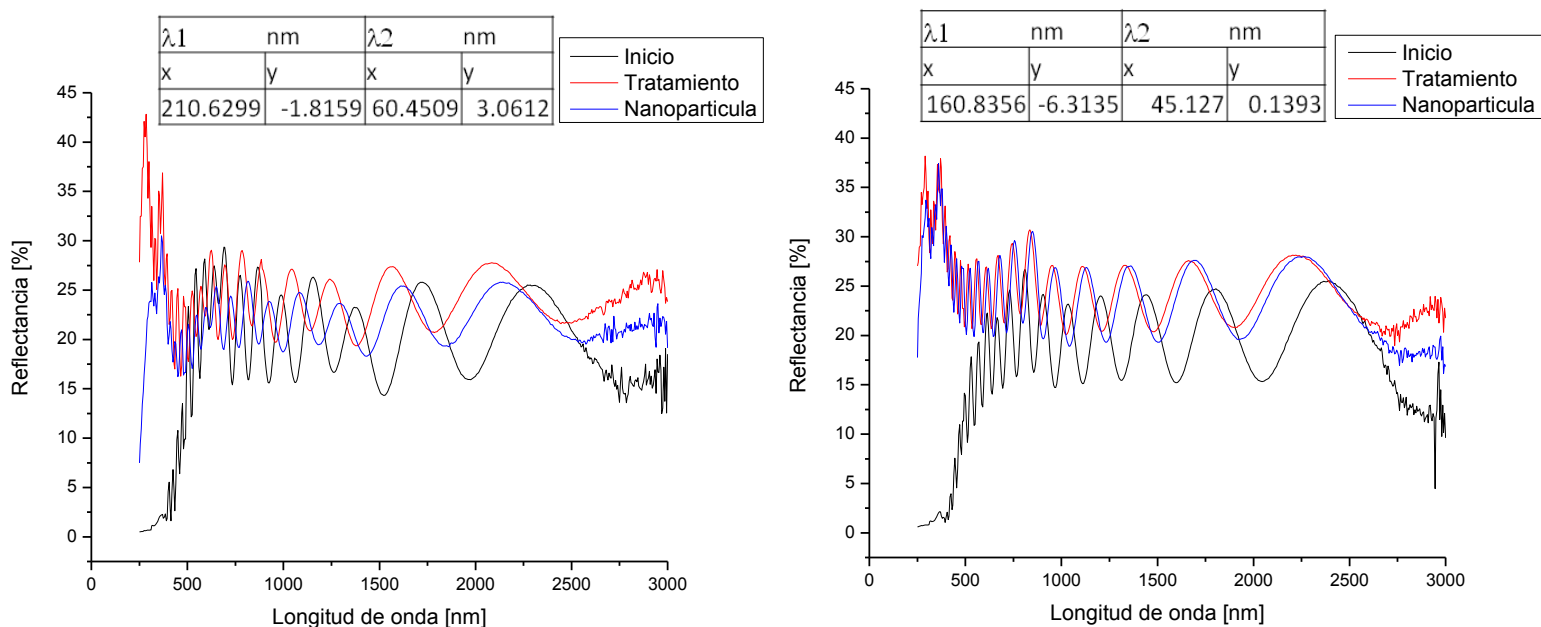 λ1 nm λ2 nm
x y x y
210.6299 -1.8159 60.4509 3.0612
Inicio
Tratamiento
Nanoparticula
45
40
35
30
25
20
15
10
5
0
Reflectancia [%]
0 500 1000 1500 2000 2500 3000
Longitud de onda [nm]
λ1 nm λ2 nm
x y x y
160.8356 -6.3135 45.127 0.1393
Inicio
Tratamiento
Nanoparticula
45
40
35
30
25
20
15
10
5
0
Reflectancia [%]
0 500 1000 1500 2000 2500 3000
Longitud de onda [nm]